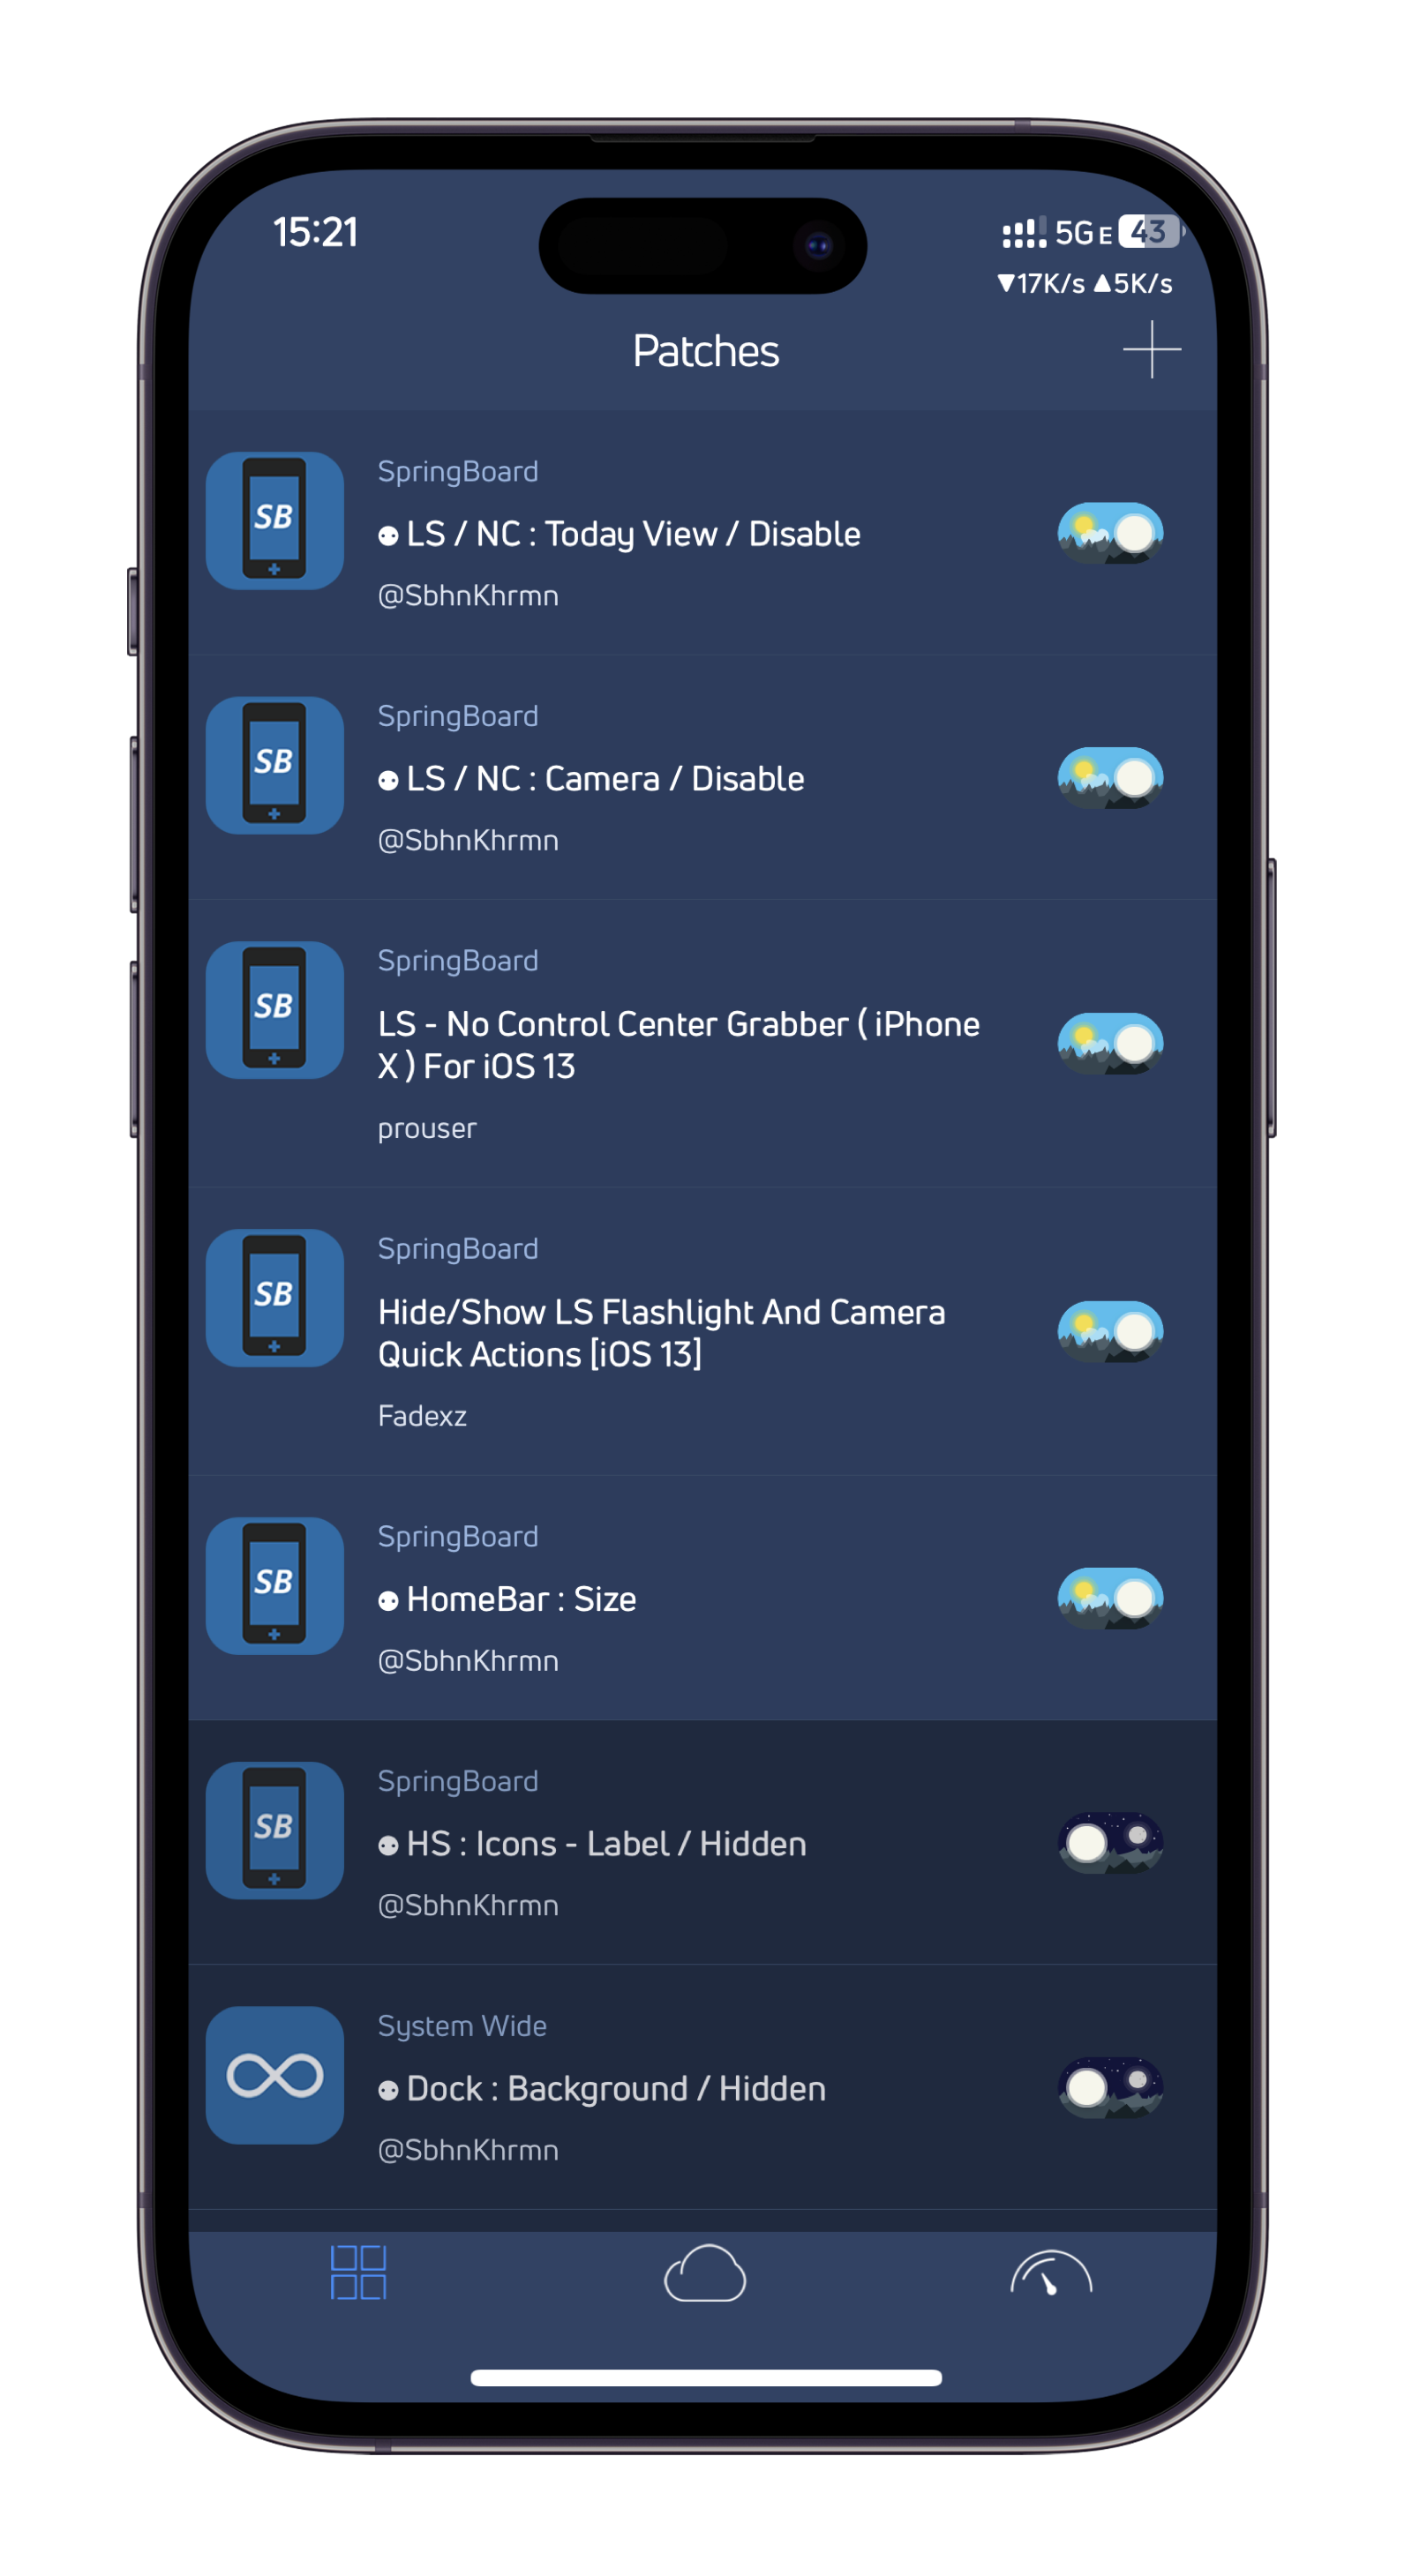 15:21
5G E 43
▼17K/s ▲5K/s
Patches
SB
SpringBoard
LS / NC : Today View / Disable
@SbhnKhrmn
SB
SpringBoard
LS / NC : Camera / Disable
@SbhnKhrmn
SB
SpringBoard
LS - No Control Center Grabber ( iPhone
X ) For iOS 13
prouser
SB
SpringBoard
Hide/Show LS Flashlight And Camera
Quick Actions [iOS 13]
Fadexz
SB
SpringBoard
HomeBar : Size
@SbhnKhrmn
SB
SpringBoard
HS : Icons - Label / Hidden
@SbhnKhrmn
System Wide
Dock : Background / Hidden
@SbhnKhrmn